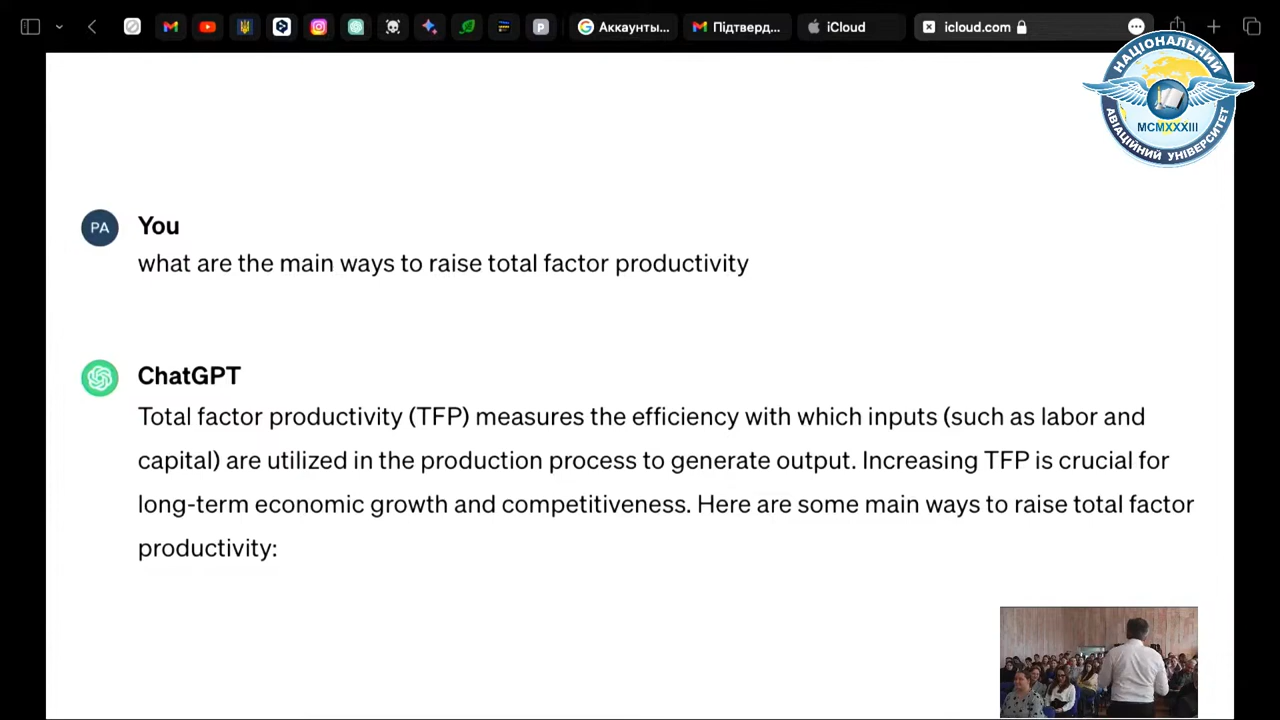 Аккаунты...
Підтверд...
iCloud
icloud.com
НАЦІОНАЛЬНИЙ
MCMXXXIII
АВІАЦІЙНИЙ УНІВЕРСИТЕТ
PA
You
what are the main ways to raise total factor productivity
ChatGPT
Total factor productivity (TFP) measures the efficiency with which inputs (such as labor and
capital) are utilized in the production process to generate output. Increasing TFP is crucial for
long-term economic growth and competitiveness. Here are some main ways to raise total factor
productivity: